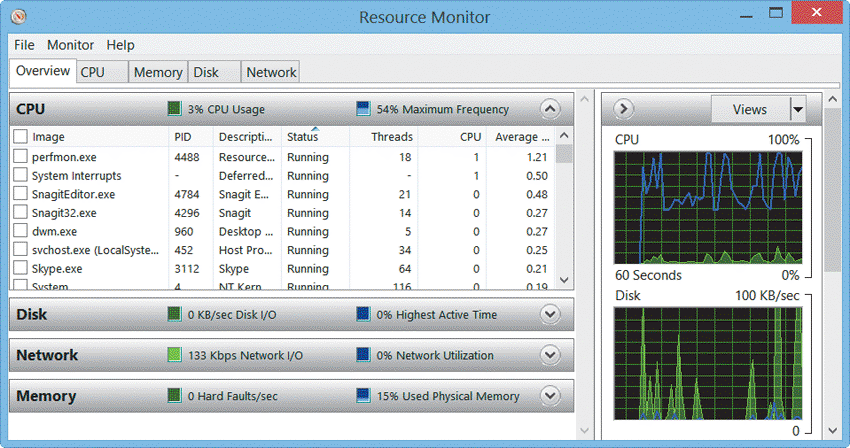 Resource Monitor
File Monitor Help
Overview CPU Memory Disk Network
CPU 3% CPU Usage 54% Maximum Frequency
Image PID Descripti... Status Threads CPU Average ...
perfmon.exe 4488 Resource... Running 18 1 1.21
System Interrupts - Deferred... Running - 1 0.50
SnagitEditor.exe 4784 Snagit E... Running 21 0 0.48
Snagit32.exe 4296 Snagit Running 14 0 0.27
dwm.exe 960 Desktop ... Running 5 0 0.27
svchost.exe (LocalSyste... 452 Host Pro... Running 34 0 0.25
Skype.exe 3112 Skype Running 64 0 0.21
System 4 NT Kern... Running 116 0 0.19
Disk 0 KB/sec Disk I/O 0% Highest Active Time
Network 133 Kbps Network I/O 0% Network Utilization
Memory 0 Hard Faults/sec 15% Used Physical Memory
Views
CPU 100%
60 Seconds 0%
Disk 100 KB/sec
0